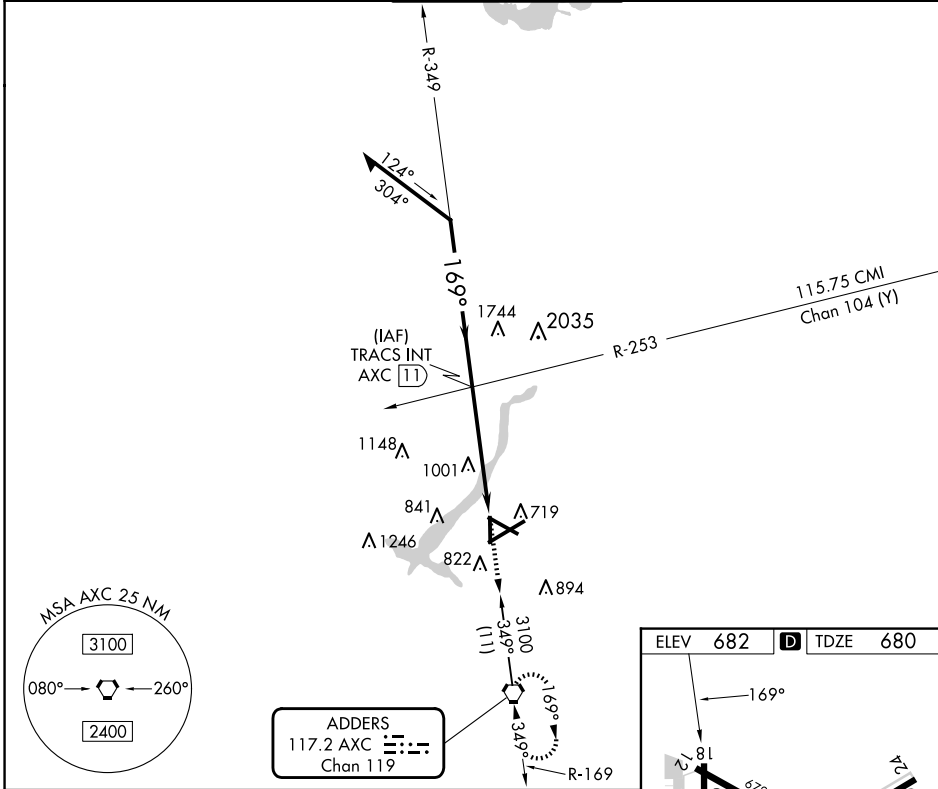 R-349
124°
304°
169°
1744
2035
115.75 CMI
Chan 104 (Y)
R-253
(IAF)
TRACS INT
AXC 11
1148
1001
841
719
1246
822
894
3100
349°
(11)
MSA AXC 25 NM
3100
080°
260°
2400
ADDERS
117.2 AXC
Chan 119
169°
349°
R-169
ELEV 682 D TDZE 680
169°
18
12
24